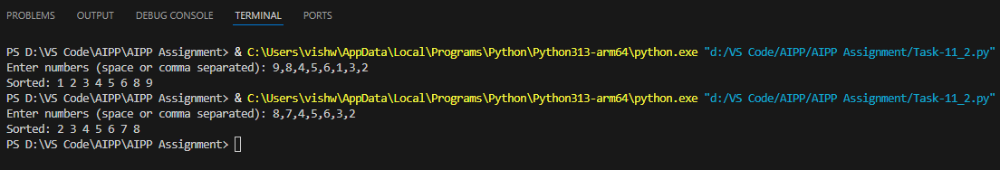 PROBLEMS OUTPUT DEBUG CONSOLE TERMINAL PORTS
PS D:\VS Code\AIPP\AIPP Assignment> & C:\Users\vishw\AppData\Local\Programs\Python\Python313-arm64\python.exe "d:/VS Code/AIPP/AIPP Assignment/Task-11_2.py"
Enter numbers (space or comma separated): 9,8,4,5,6,1,3,2
Sorted: 1 2 3 4 5 6 8 9
PS D:\VS Code\AIPP\AIPP Assignment> & C:\Users\vishw\AppData\Local\Programs\Python\Python313-arm64\python.exe "d:/VS Code/AIPP/AIPP Assignment/Task-11_2.py"
Enter numbers (space or comma separated): 8,7,4,5,6,3,2
Sorted: 2 3 4 5 6 7 8
PS D:\VS Code\AIPP\AIPP Assignment>